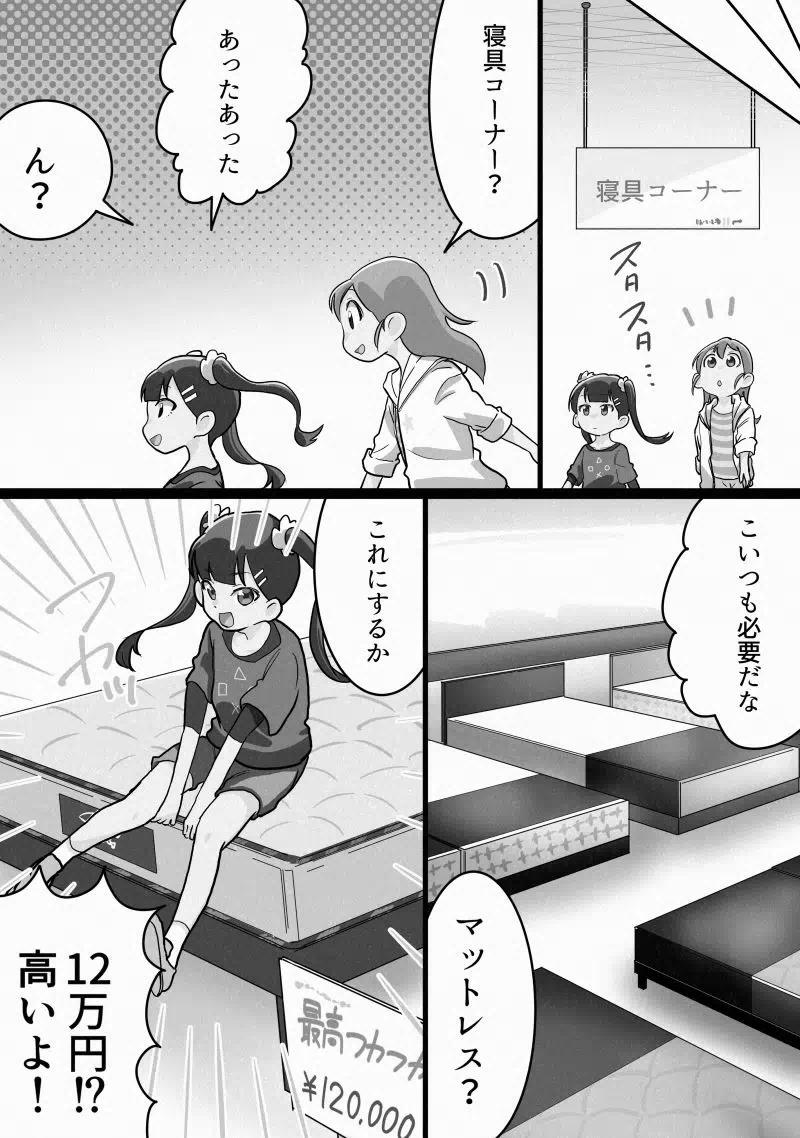 寝具コーナー
スタ
スタ…
寝具コーナー？
あったあった
ん？
こいつも必要だな
マットレス？
これにするか
フカッ
最高フカフカ
¥120,000
12万円!?
高いよ！